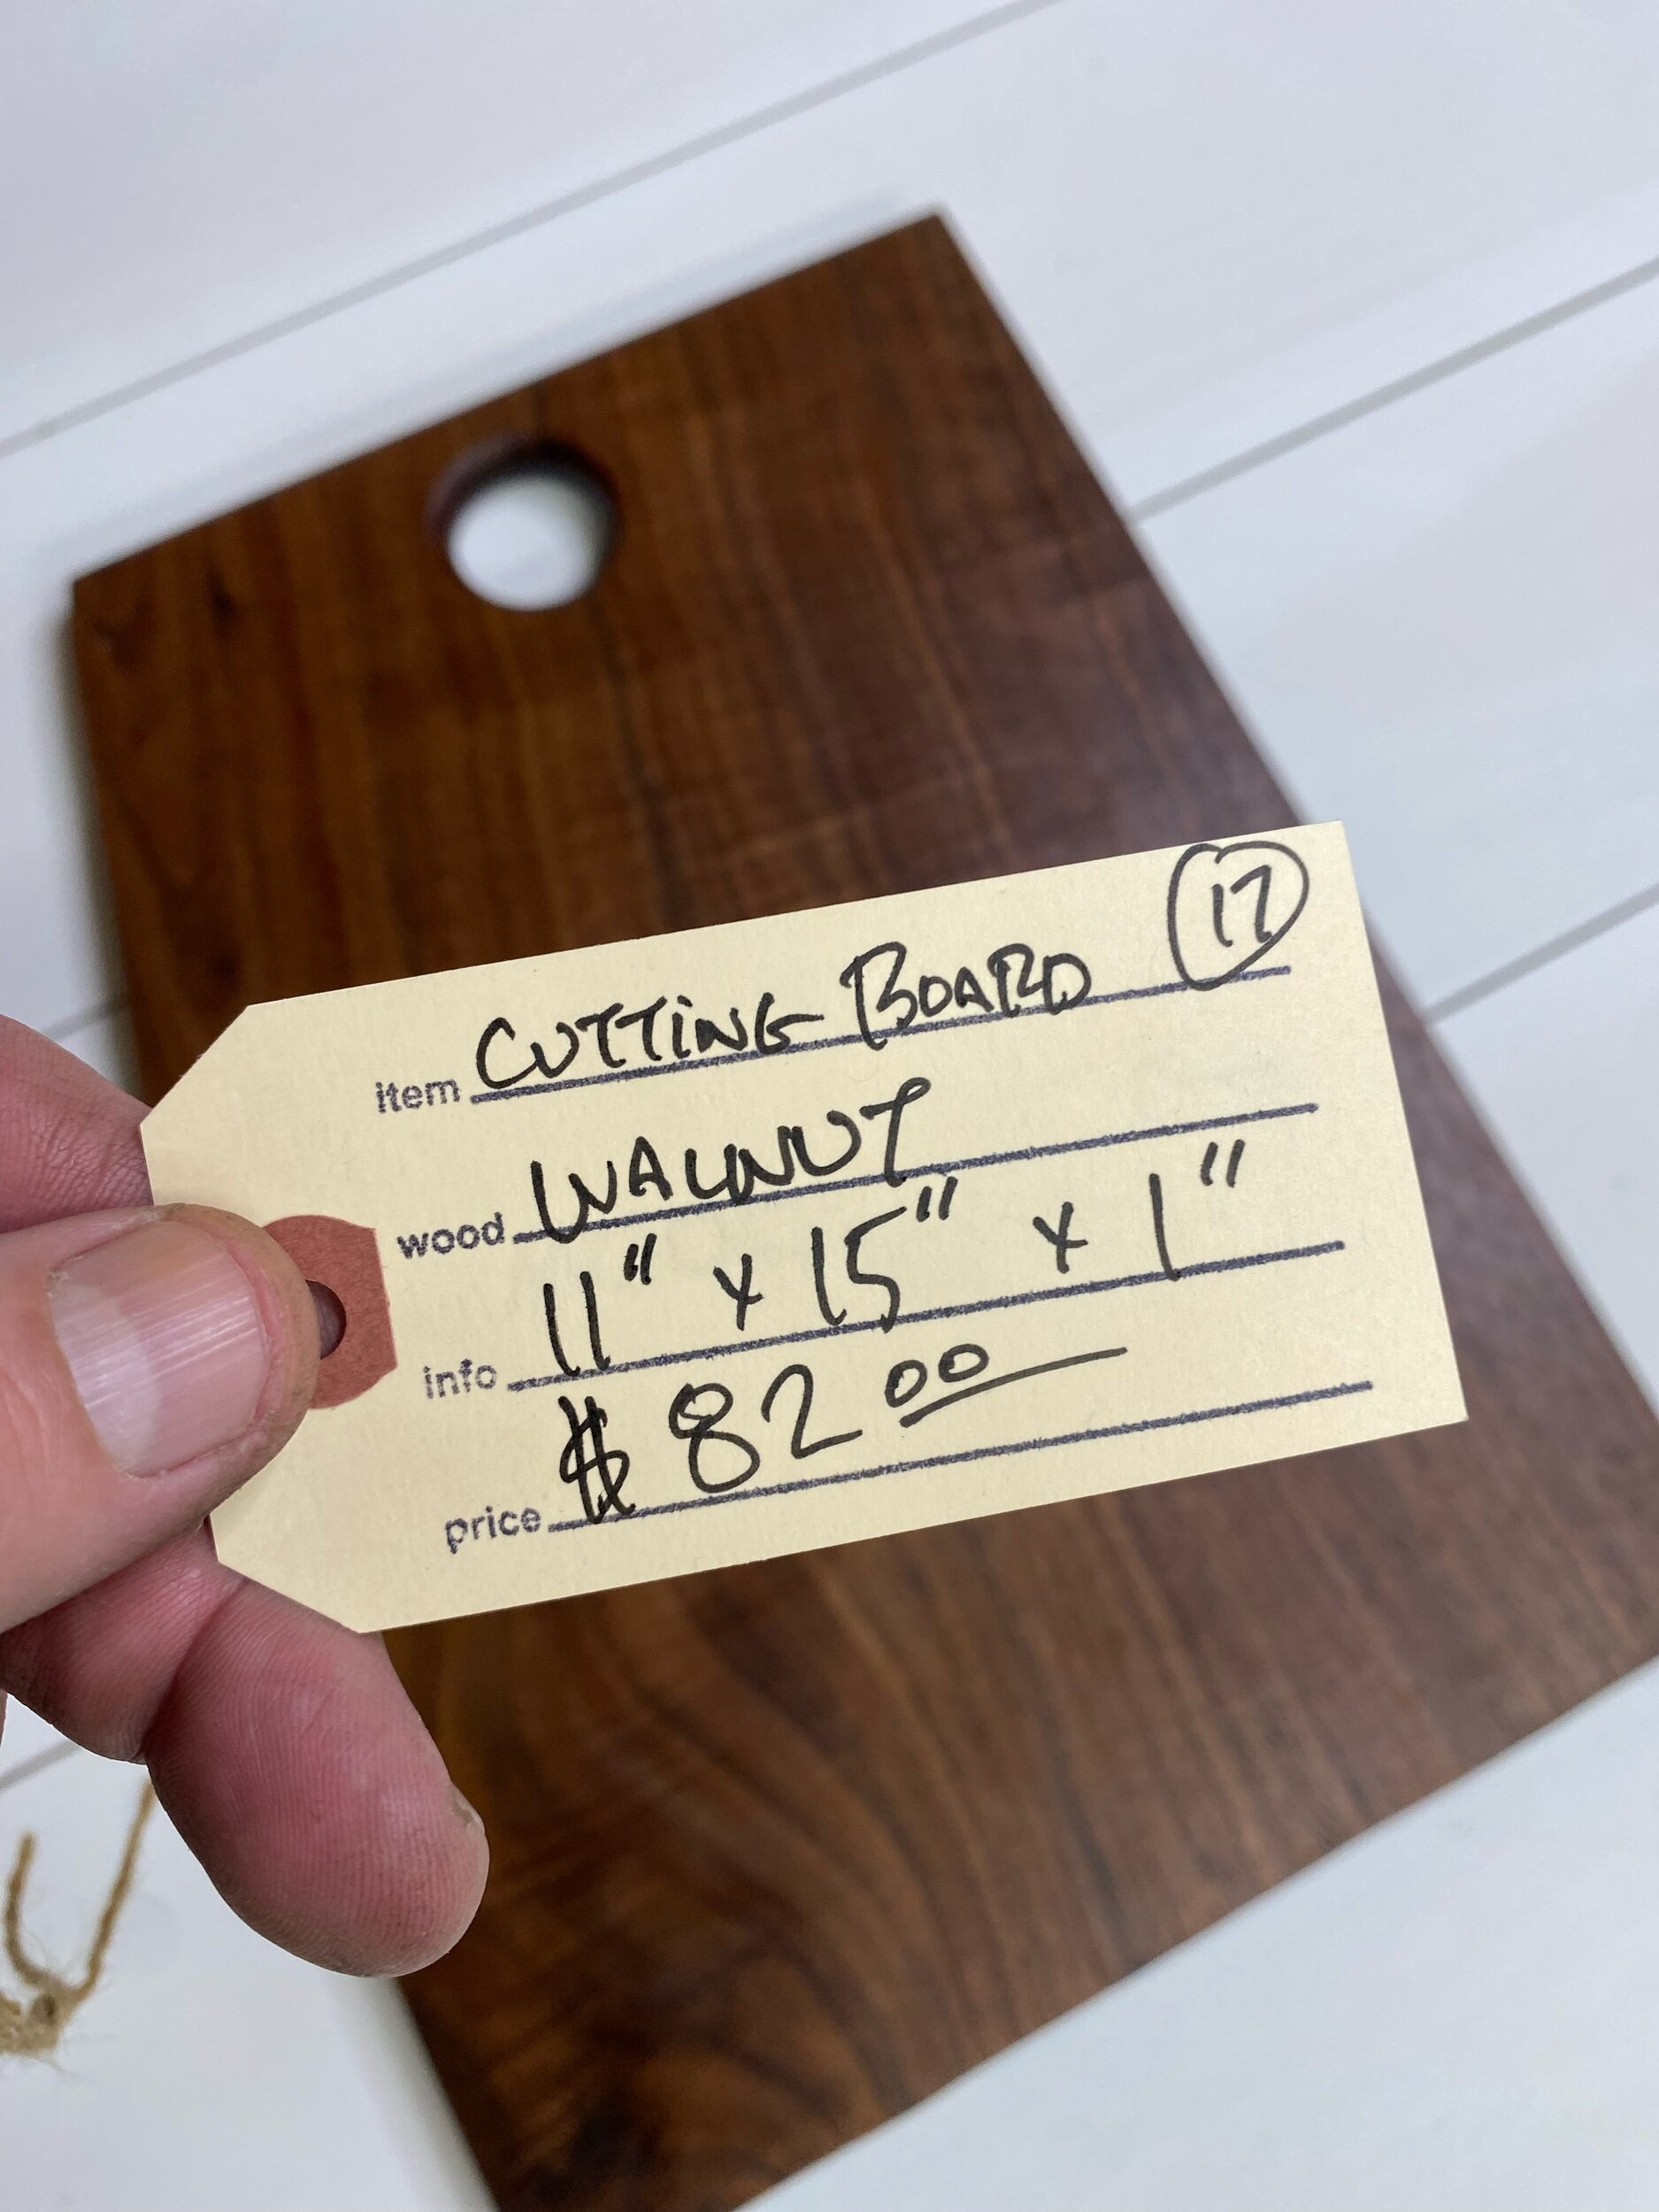 item CUTTiNG BOARD 17
wood WALNUT
info 11" x 15" x 1"
price $ 82 00